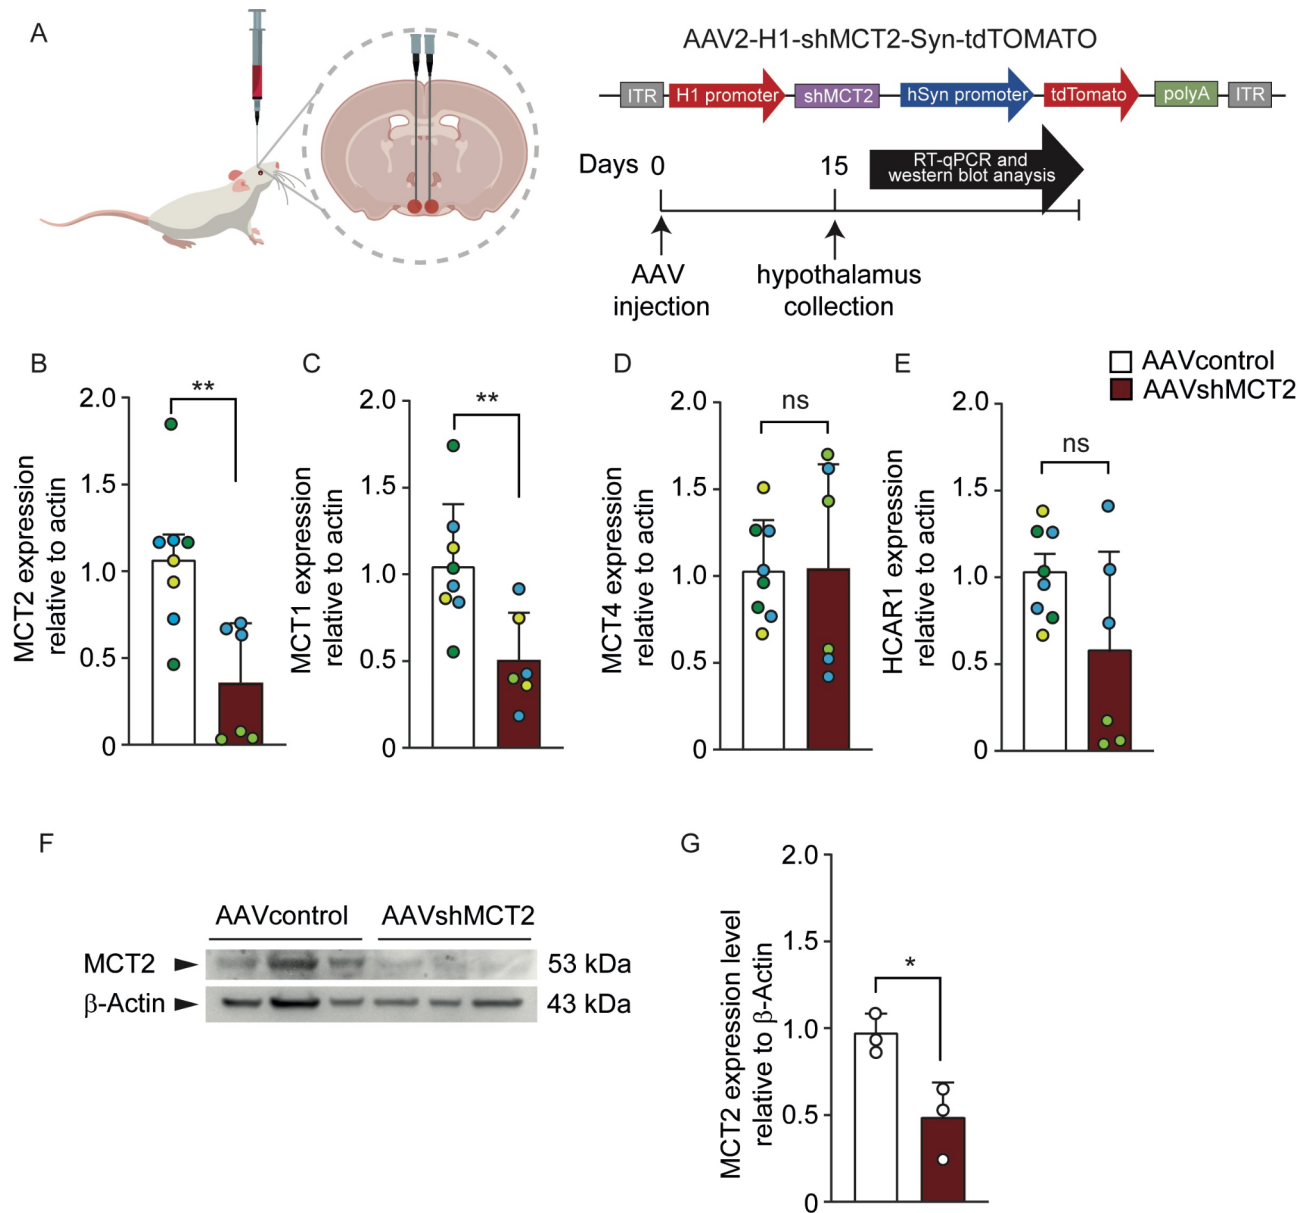 A
AAV2-H1-shMCT2-Syn-tdTOMATO
ITR H1 promoter shMCT2 hSyn promoter tdTomato polyA ITR
Days 0 15
RT-qPCR and
western blot anaysis
AAV
injection
hypothalamus
collection
AAVcontrol
AAVshMCT2
B
MCT2 expression
relative to actin
2.0
1.5
1.0
0.5
0
**
C
MCT1 expression
relative to actin
2.0
1.5
1.0
0.5
0
**
D
MCT4 expression
relative to actin
2.0
1.5
1.0
0.5
0
ns
E
HCAR1 expression
relative to actin
2.0
1.5
1.0
0.5
0
ns
F
AAVcontrol AAVshMCT2
MCT2 53 kDa
β-Actin 43 kDa
G
MCT2 expression level
relative to β-Actin
2.0
1.5
1.0
0.5
0
*